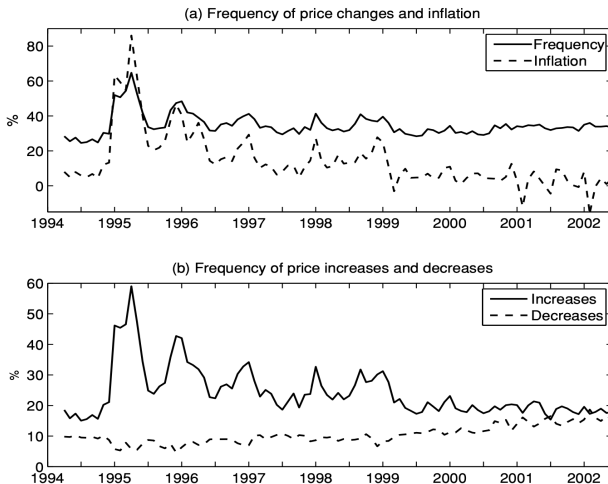 (a) Frequency of price changes and inflation
80
60
40
20
0
%
Frequency
Inflation
1994 1995 1996 1997 1998 1999 2000 2001 2002
(b) Frequency of price increases and decreases
60
50
40
30
20
10
0
%
Increases
Decreases
1994 1995 1996 1997 1998 1999 2000 2001 2002